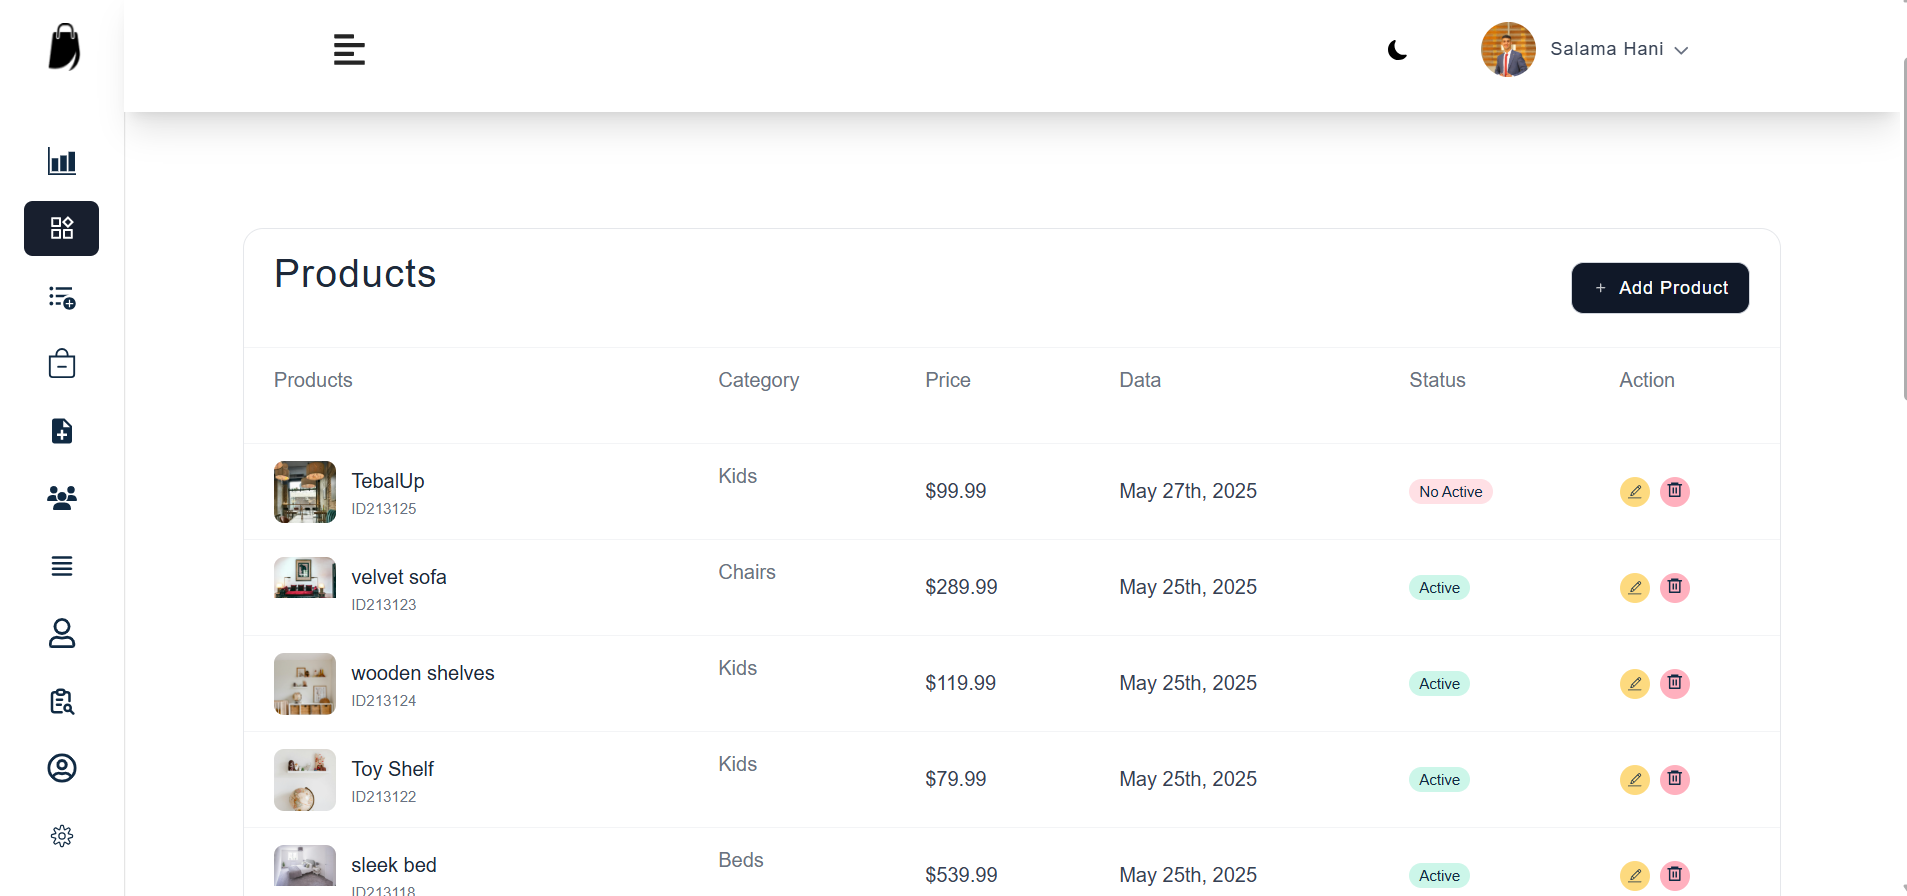 Salama Hani
Products
+ Add Product
Products Category Price Data Status Action
TebalUp
ID213125
Kids
$99.99
May 27th, 2025
No Active
velvet sofa
ID213123
Chairs
$289.99
May 25th, 2025
Active
wooden shelves
ID213124
Kids
$119.99
May 25th, 2025
Active
Toy Shelf
ID213122
Kids
$79.99
May 25th, 2025
Active
sleek bed
ID213118
Beds
$539.99
May 25th, 2025
Active